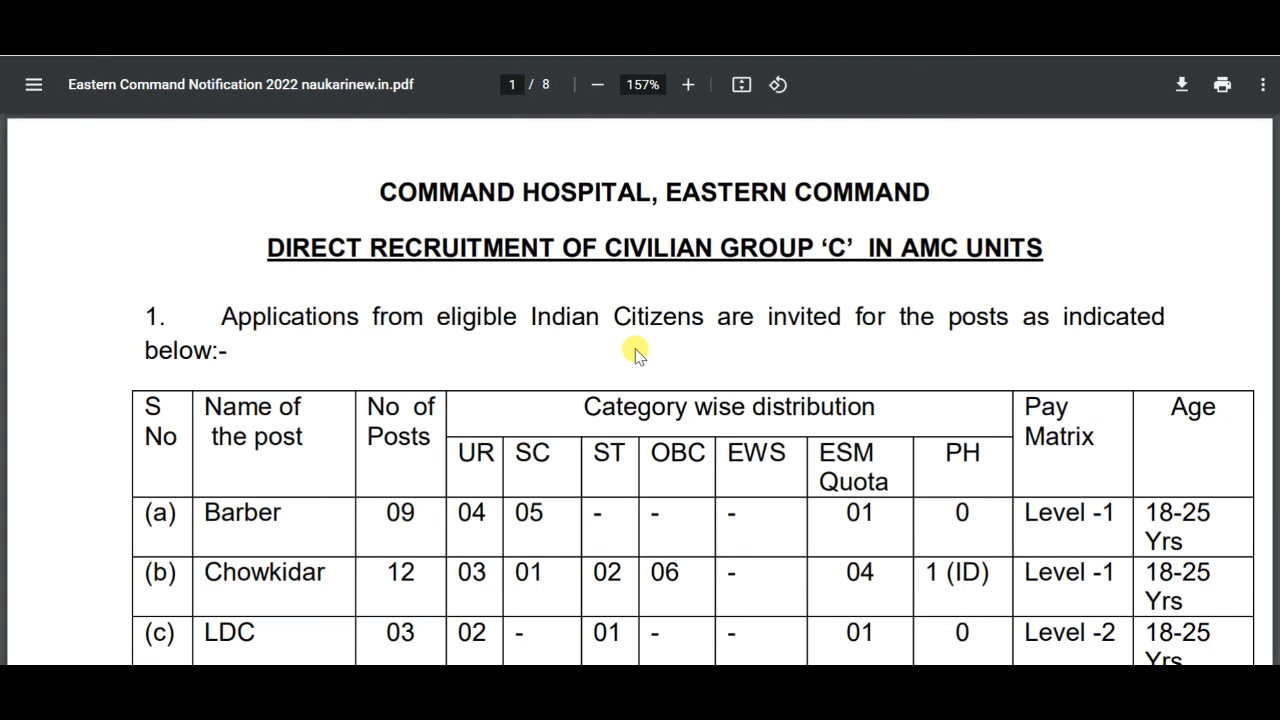 Eastern Command Notification 2022 naukarinew.in.pdf 1 / 8 157%
COMMAND HOSPITAL, EASTERN COMMAND
DIRECT RECRUITMENT OF CIVILIAN GROUP ‘C’ IN AMC UNITS
1. Applications from eligible Indian Citizens are invited for the posts as indicated
below:-
S No Name of the post No of Posts Category wise distribution Pay Matrix Age
UR SC ST OBC EWS ESM Quota PH
(a) Barber 09 04 05 - - - 01 0 Level -1 18-25 Yrs
(b) Chowkidar 12 03 01 02 06 - 04 1 (ID) Level -1 18-25 Yrs
(c) LDC 03 02 - 01 - - 01 0 Level -2 18-25 Yrs